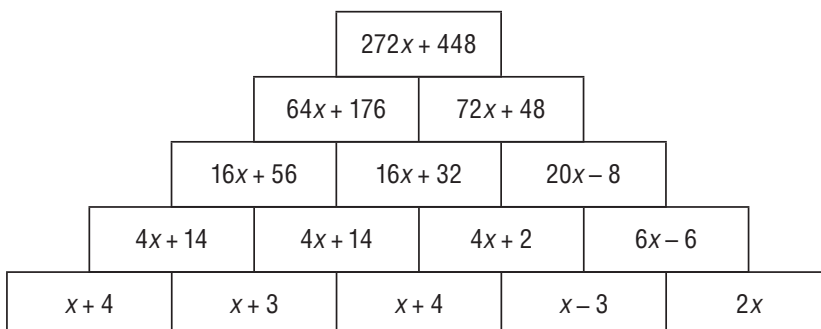 272x + 448
64x + 176 72x + 48
16x + 56 16x + 32 20x – 8
4x + 14 4x + 14 4x + 2 6x – 6
x + 4 x + 3 x + 4 x – 3 2x